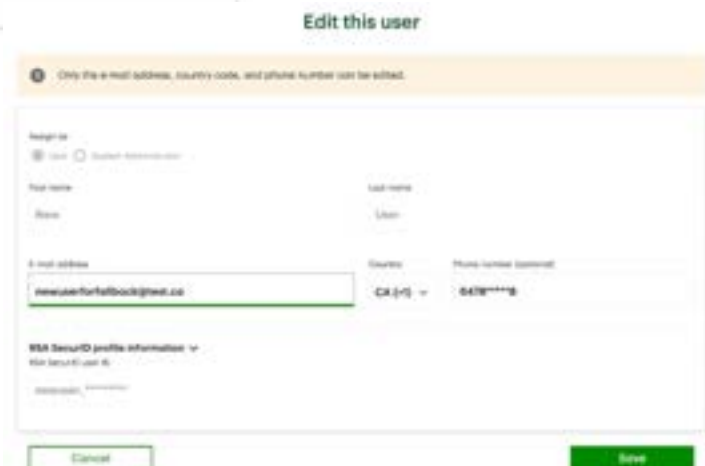 Edit this user
Only the e-mail address, country code, and phone number can be edited.
Assign as
User System Administrator
First name Last name
User
E-mail address Country Phone number (optional)
newuserforfallback@test.co CA (+1)
RSA SecurID profile information
RSA SecurID user ID
Cancel Save